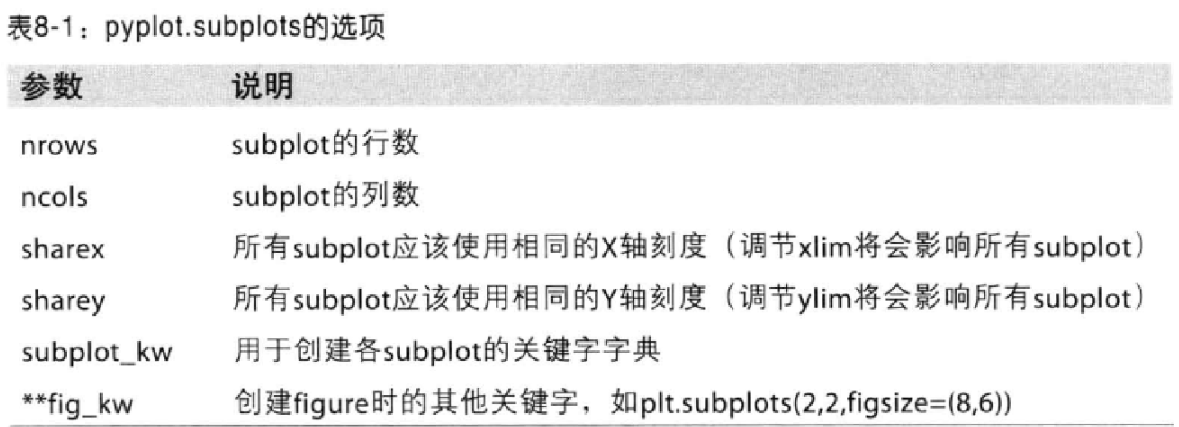 表8-1：pyplot.subplots的选项
参数 说明
nrows subplot的行数
ncols subplot的列数
sharex 所有subplot应该使用相同的X轴刻度（调节xlim将会影响所有subplot）
sharey 所有subplot应该使用相同的Y轴刻度（调节ylim将会影响所有subplot）
subplot_kw 用于创建各subplot的关键字字典
**fig_kw 创建figure时的其他关键字，如plt.subplots(2,2,figsize=(8,6))